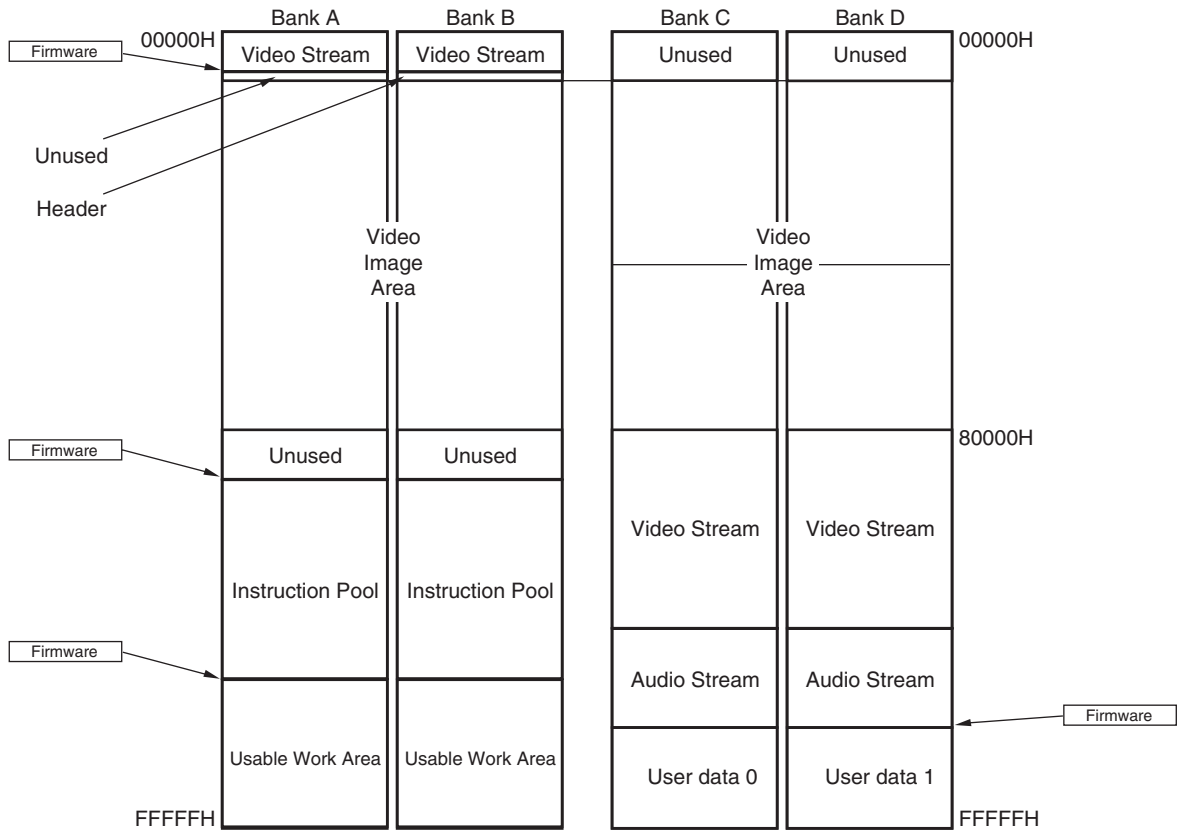 Bank A
Bank B
Bank C
Bank D
00000H
00000H
Firmware
Video Stream
Video Stream
Unused
Unused
Unused
Header
Video
Image
Area
Video
Image
Area
80000H
Firmware
Unused
Unused
Video Stream
Video Stream
Instruction Pool
Instruction Pool
Firmware
Audio Stream
Audio Stream
Firmware
Usable Work Area
Usable Work Area
User data 0
User data 1
FFFFFH
FFFFFH